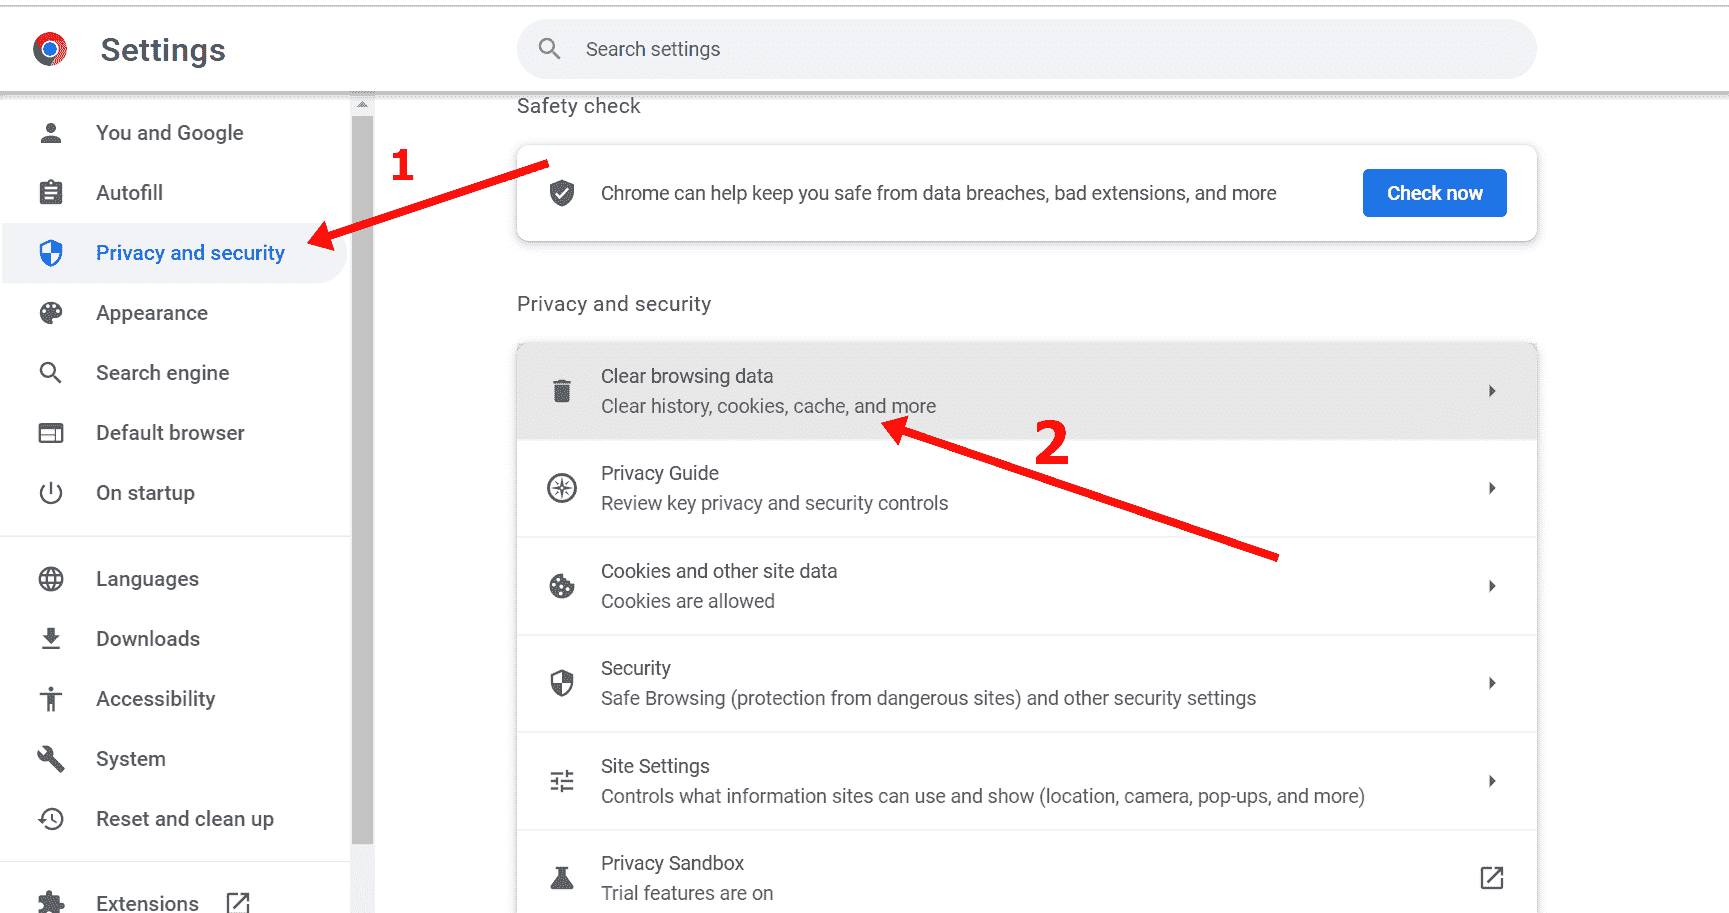 Settings
Search settings
You and Google
Autofill
Privacy and security
Appearance
Search engine
Default browser
On startup
Languages
Downloads
Accessibility
System
Reset and clean up
Extensions
Safety check
1
Chrome can help keep you safe from data breaches, bad extensions, and more
Check now
Privacy and security
Clear browsing data
Clear history, cookies, cache, and more
2
Privacy Guide
Review key privacy and security controls
Cookies and other site data
Cookies are allowed
Security
Safe Browsing (protection from dangerous sites) and other security settings
Site Settings
Controls what information sites can use and show (location, camera, pop-ups, and more)
Privacy Sandbox
Trial features are on